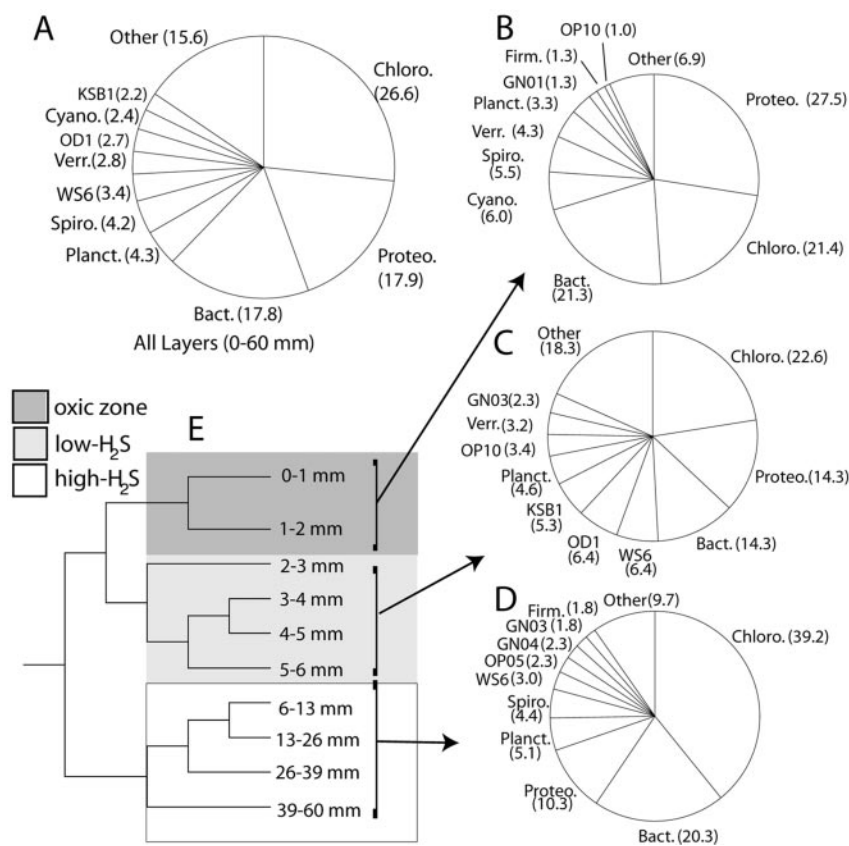 A
Other (15.6)
Chloro.
(26.6)
KSB1(2.2)
Cyano.(2.4)
OD1 (2.7)
Verr.(2.8)
WS6 (3.4)
Spiro.(4.2)
Planct.(4.3)
Proteo.
(17.9)
Bact. (17.8)
All Layers (0-60 mm)
B
OP10 (1.0)
Firm. (1.3)
Other(6.9)
GN01(1.3)
Planct.(3.3)
Proteo. (27.5)
Verr. (4.3)
Spiro.
(5.5)
Cyano.
(6.0)
Chloro.(21.4)
Bact.
(21.3)
C
Other
(18.3)
Chloro. (22.6)
GN03(2.3)
Verr.(3.2)
OP10 (3.4)
Planct.
(4.6)
Proteo.(14.3)
KSB1
(5.3)
OD1
(6.4)
WS6
(6.4)
Bact.(14.3)
D
Firm.(1.8)
Other(9.7)
GN03 (1.8)
Chloro.(39.2)
GN04(2.3)
OP05(2.3)
WS6(3.0)
Spiro.
(4.4)
Planct.
(5.1)
Proteo.
(10.3)
Bact.(20.3)
oxic zone
low-H₂S
high-H₂S
E
0-1 mm
1-2 mm
2-3 mm
3-4 mm
4-5 mm
5-6 mm
6-13 mm
13-26 mm
26-39 mm
39-60 mm